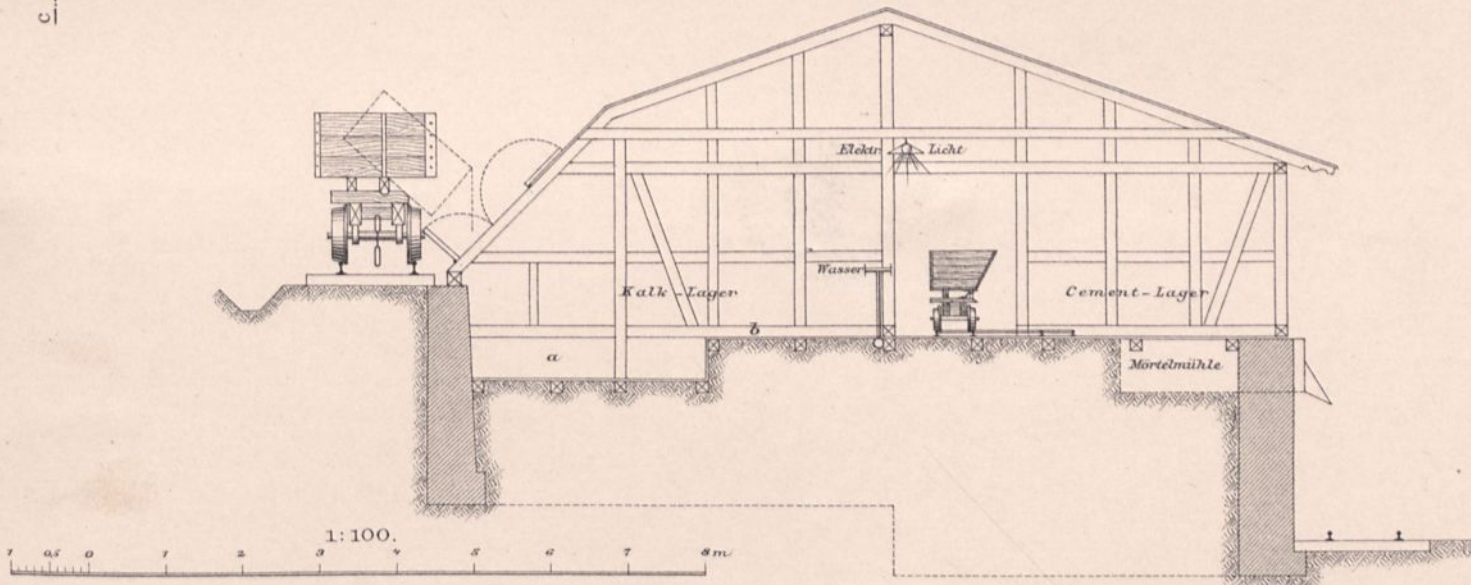 c.
Elektr. Licht
Wasser
Kalk-Lager
Cement-Lager
b
a
Mörtelmühle
1:100.
1 0,5 0 1 2 3 4 5 6 7 8 m